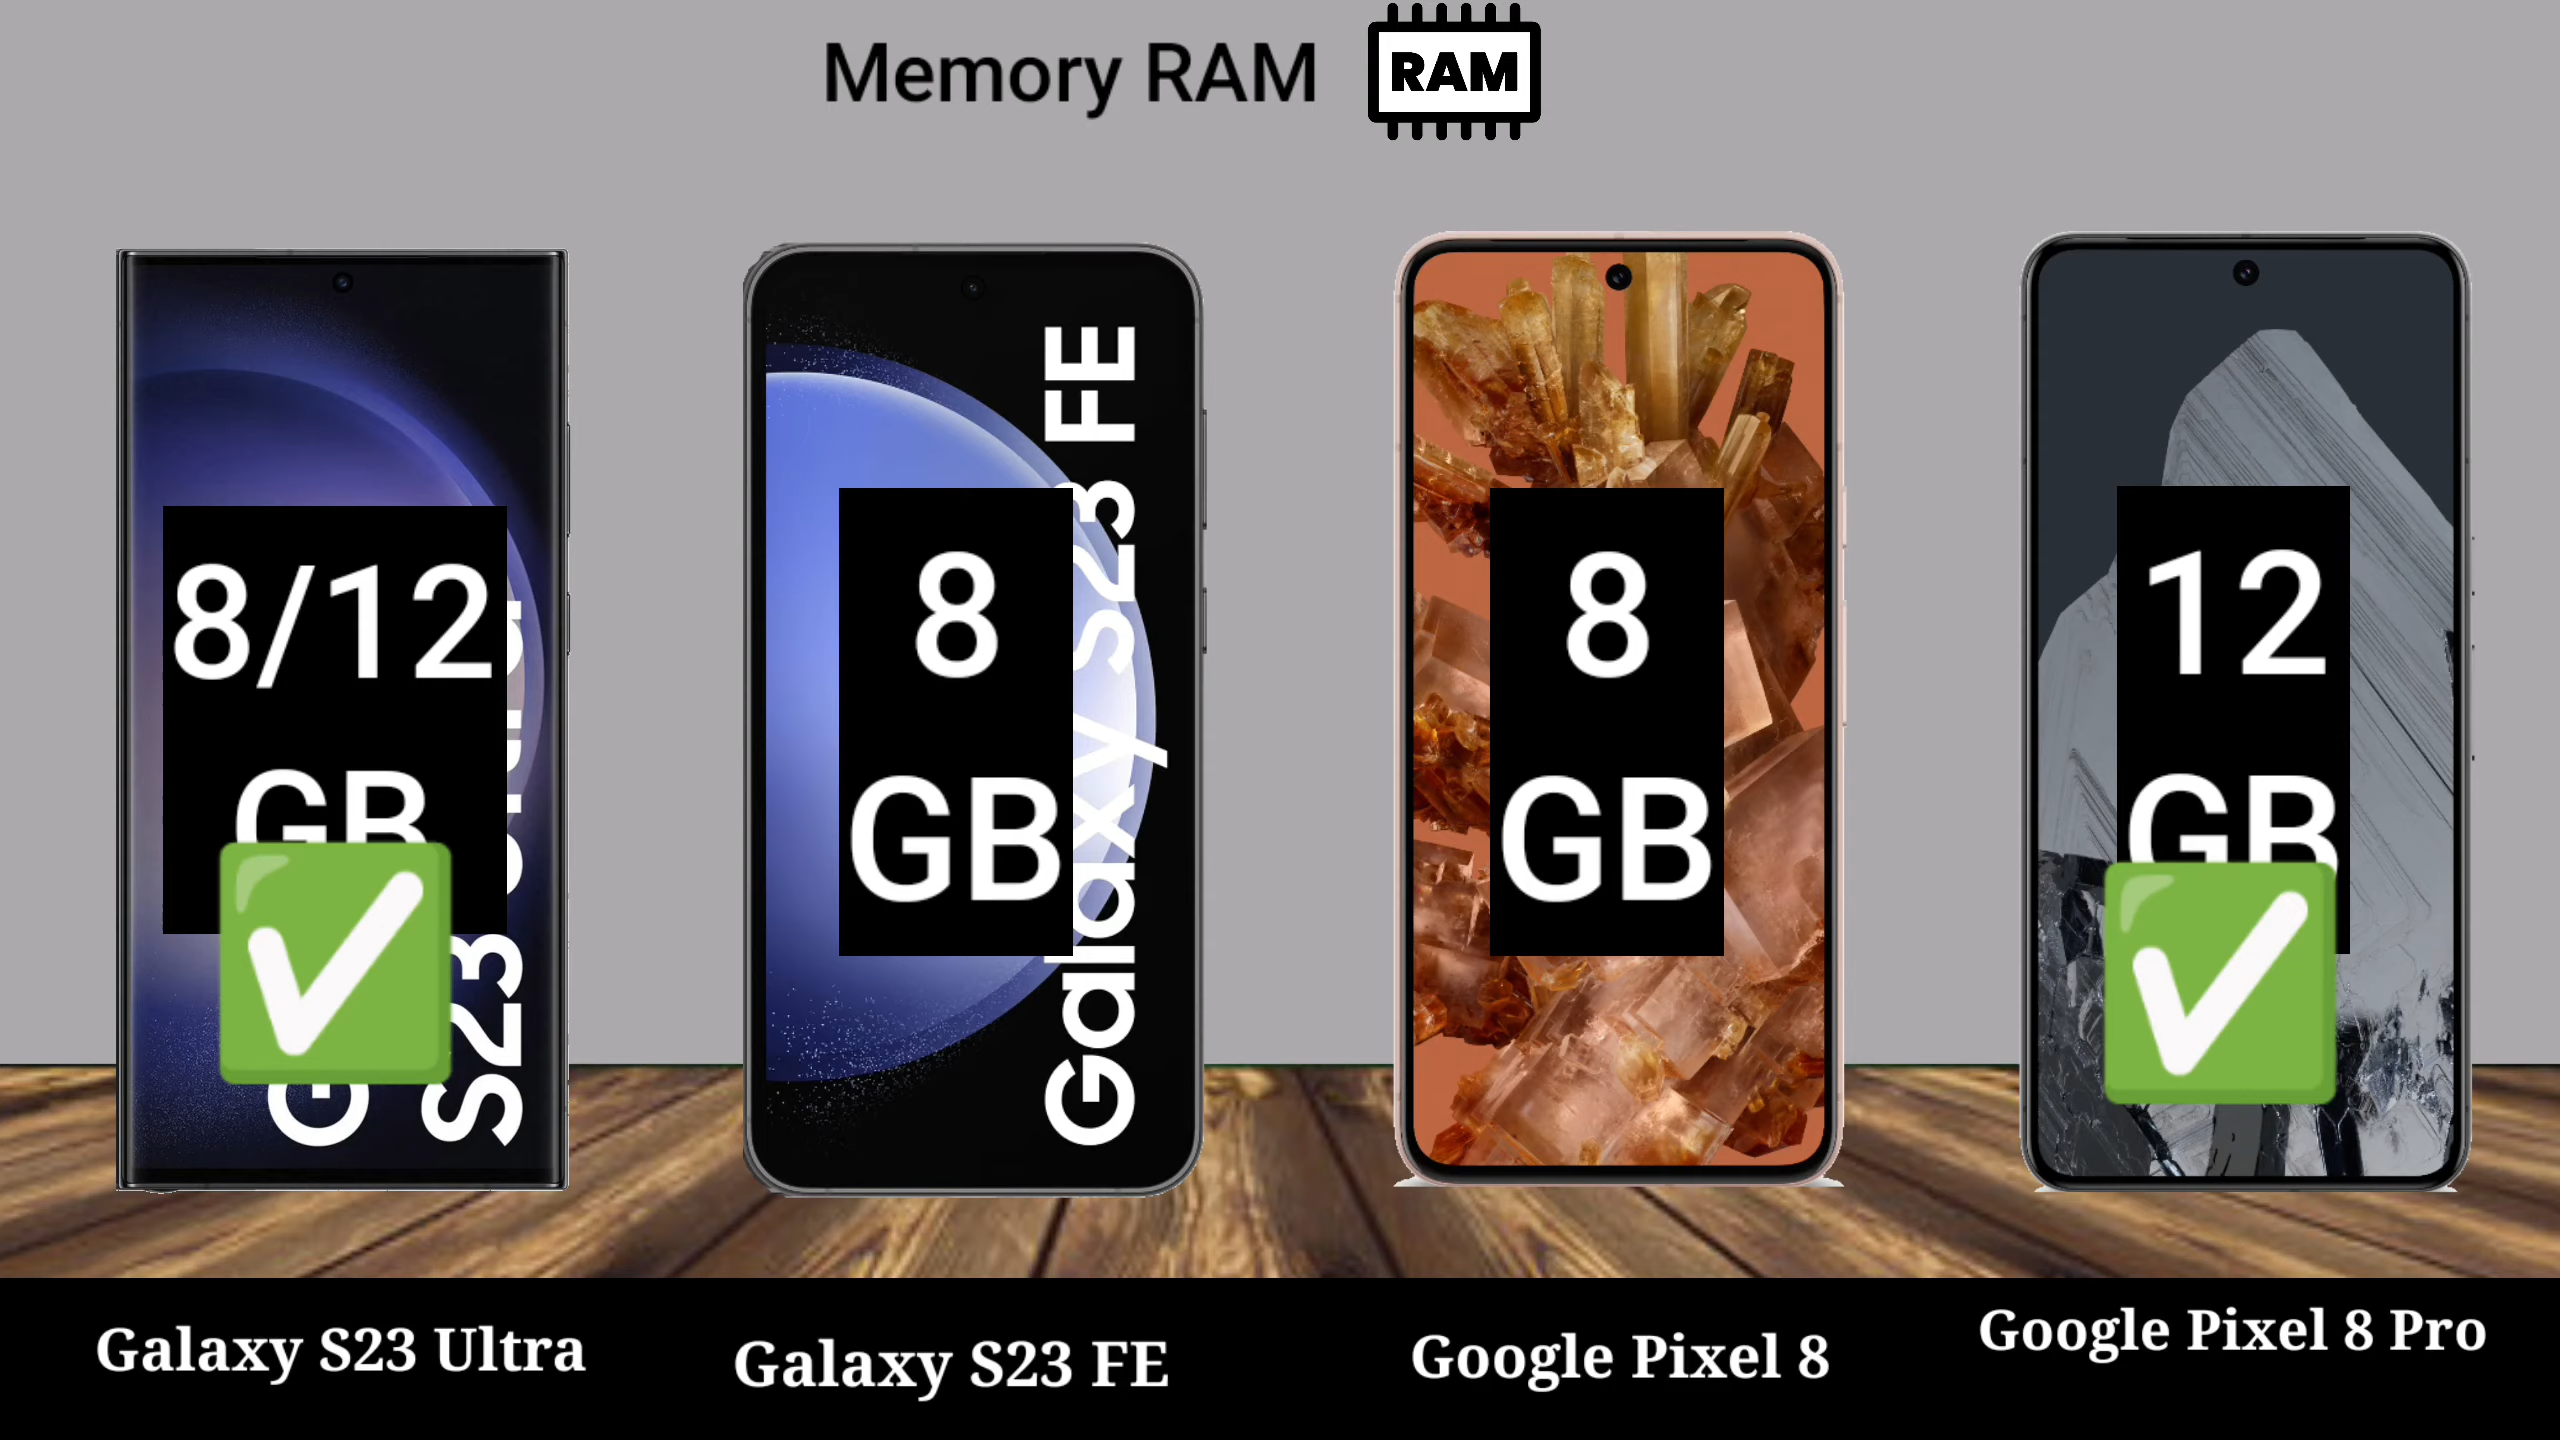 Memory RAM
RAM
8/12
GB
S23
8
GB
Galaxy S23 FE
8
GB
12
GB
Galaxy S23 Ultra
Galaxy S23 FE
Google Pixel 8
Google Pixel 8 Pro